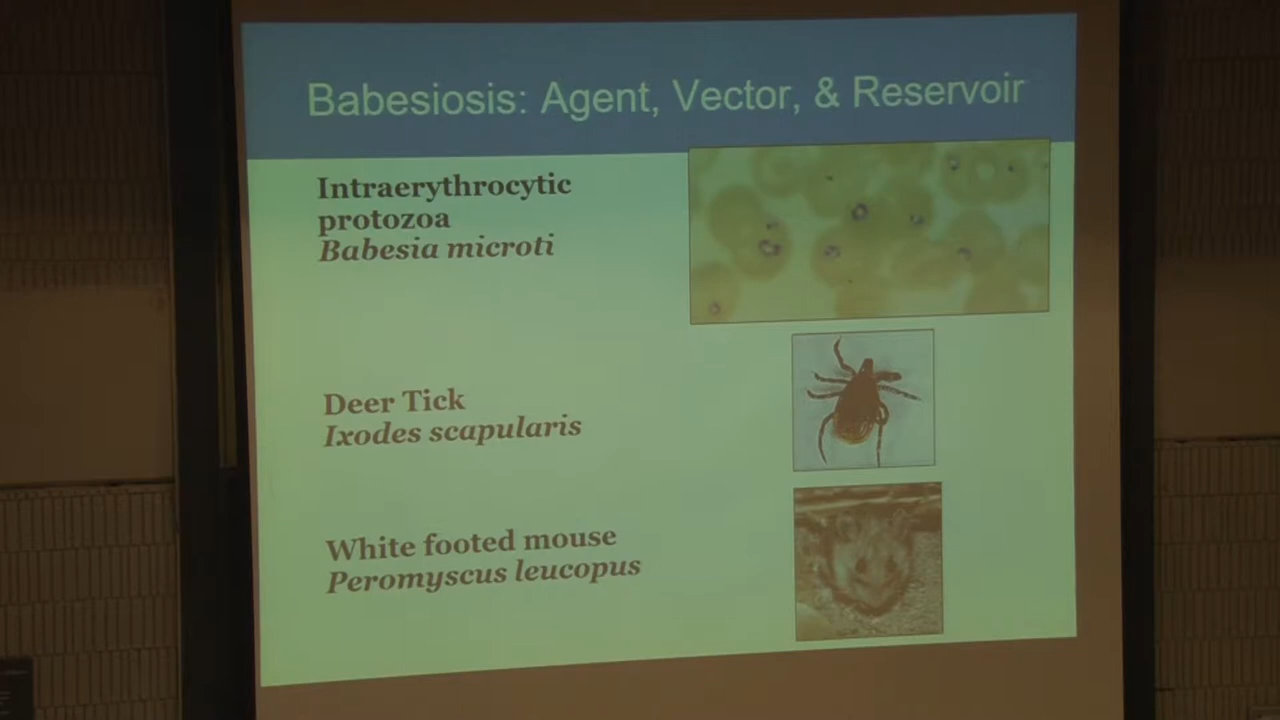 Babesiosis: Agent, Vector, & Reservoir
Intraerythrocytic
protozoa
Babesia microti
Deer Tick
Ixodes scapularis
White footed mouse
Peromyscus leucopus